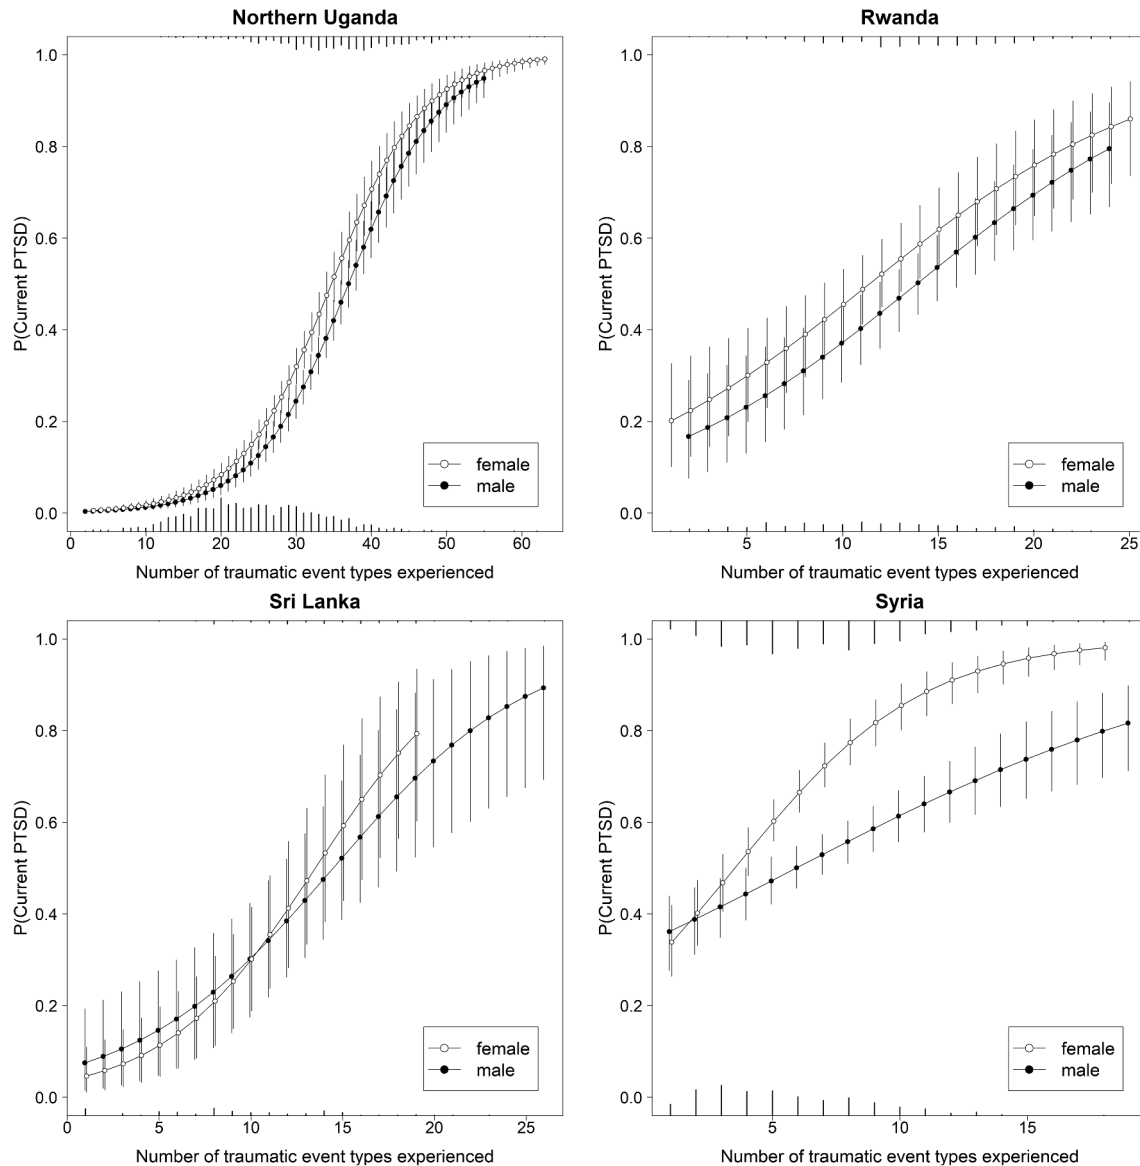 Northern Uganda
P(Current PTSD)
1.0
0.8
0.6
0.4
0.2
0.0
female
male
0 10 20 30 40 50 60
Number of traumatic event types experienced
Rwanda
P(Current PTSD)
1.0
0.8
0.6
0.4
0.2
0.0
female
male
5 10 15 20 25
Number of traumatic event types experienced
Sri Lanka
P(Current PTSD)
1.0
0.8
0.6
0.4
0.2
0.0
female
male
0 5 10 15 20 25
Number of traumatic event types experienced
Syria
P(Current PTSD)
1.0
0.8
0.6
0.4
0.2
0.0
female
male
5 10 15
Number of traumatic event types experienced